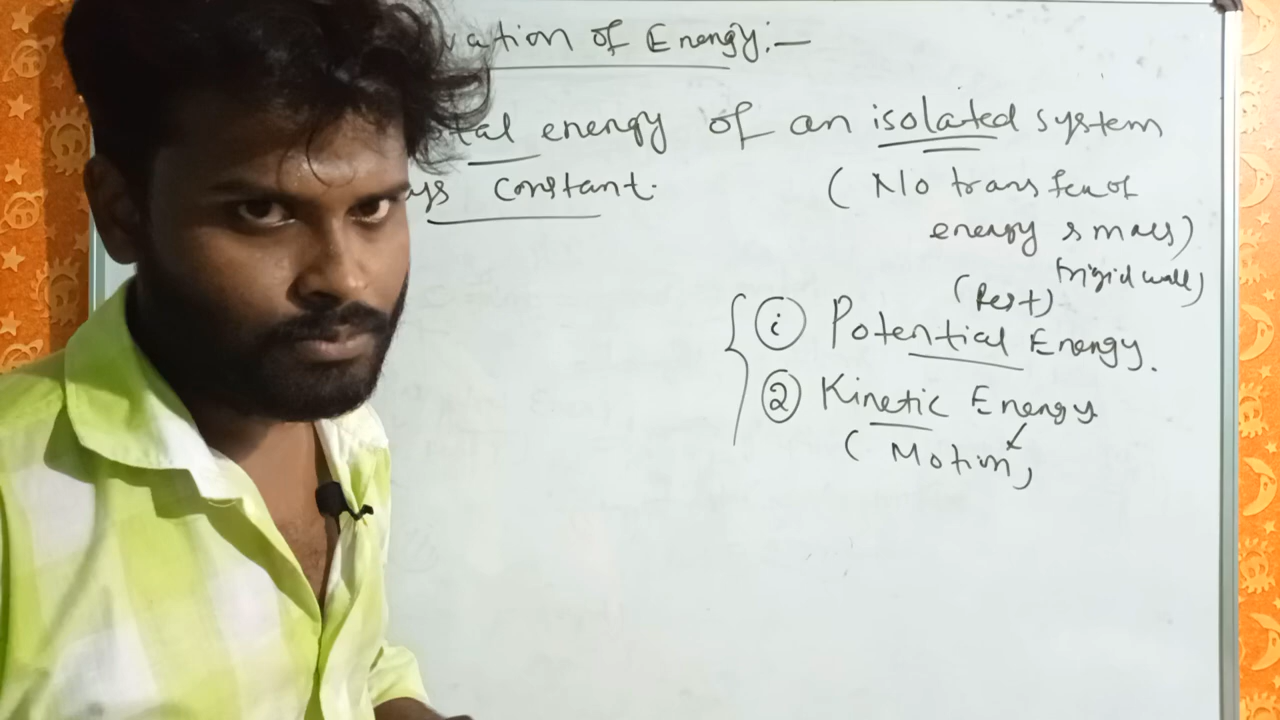 vation of Energy:—
tal energy of an isolated system
ys constant.
( No transfer of
energy & mass)
(rigid wall)
(Rest)
① Potential Energy.
② Kinetic Energy
( Motion)